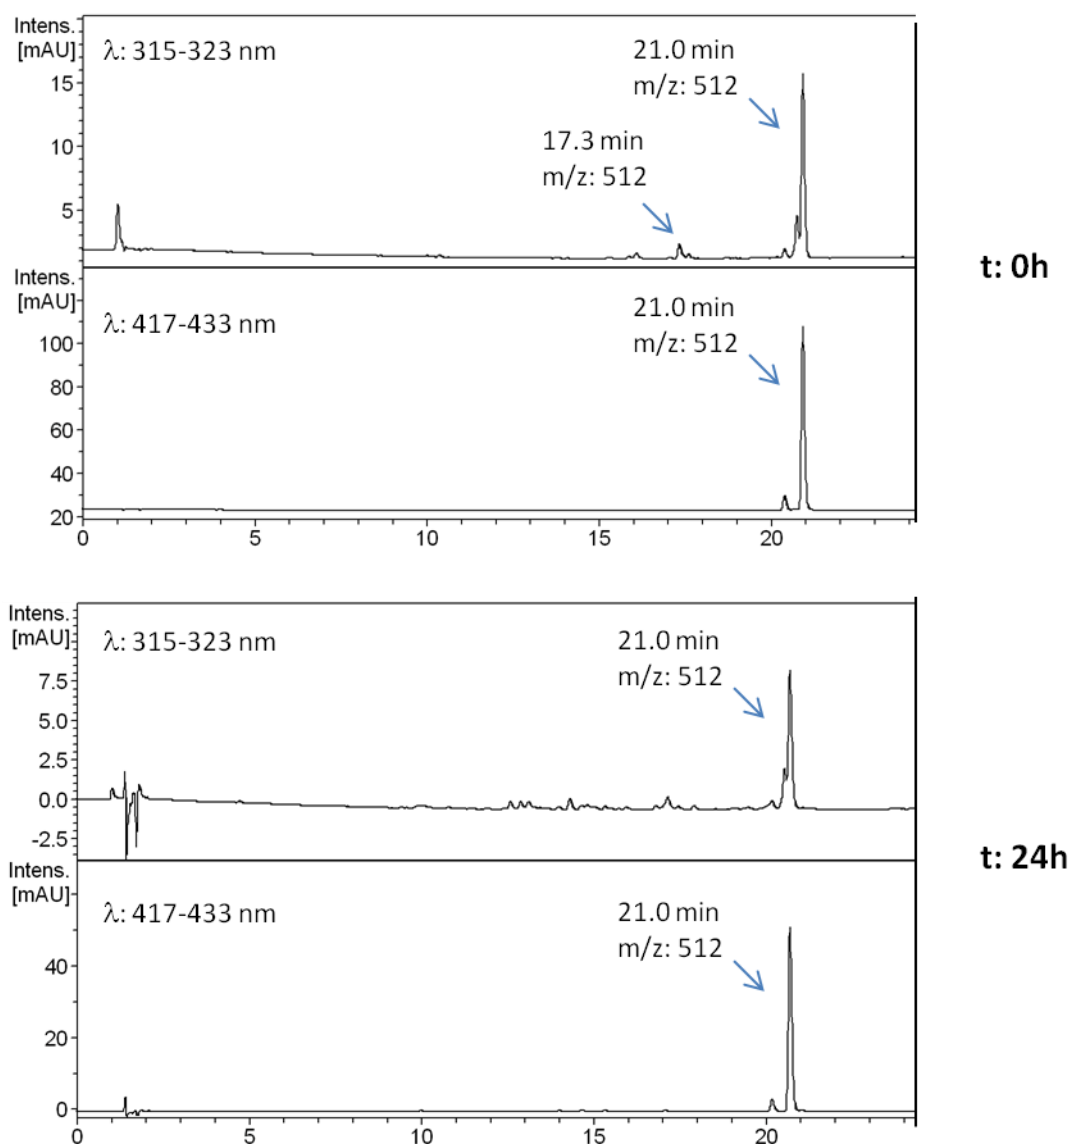 Intens.
[mAU]
λ: 315-323 nm
21.0 min
m/z: 512
17.3 min
m/z: 512
15
10
5
Intens.
[mAU]
λ: 417-433 nm
21.0 min
m/z: 512
100
80
60
40
20
0 5 10 15 20
t: 0h
Intens.
[mAU]
λ: 315-323 nm
21.0 min
m/z: 512
7.5
5.0
2.5
0.0
-2.5
Intens.
[mAU]
λ: 417-433 nm
21.0 min
m/z: 512
40
20
0
0 5 10 15 20
t: 24h